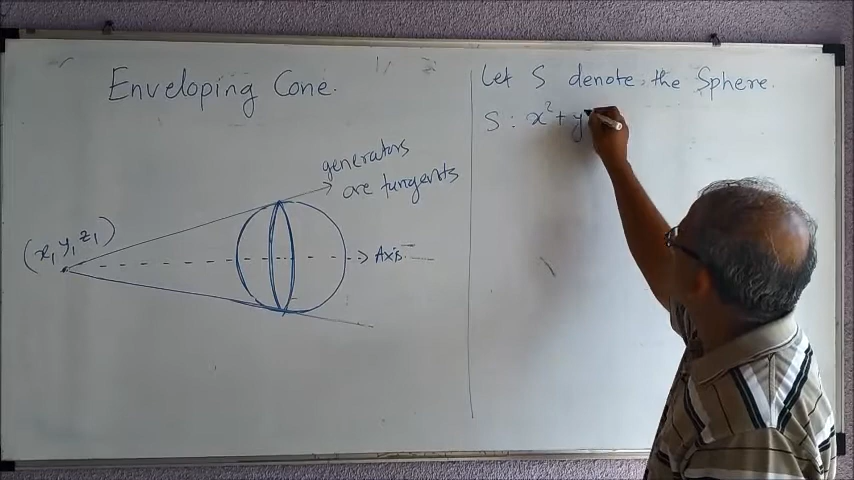 Enveloping Cone.
generators
are tangents
(x₁ y₁ z₁)
Axis.
Let S denote the Sphere.
S : x² + y